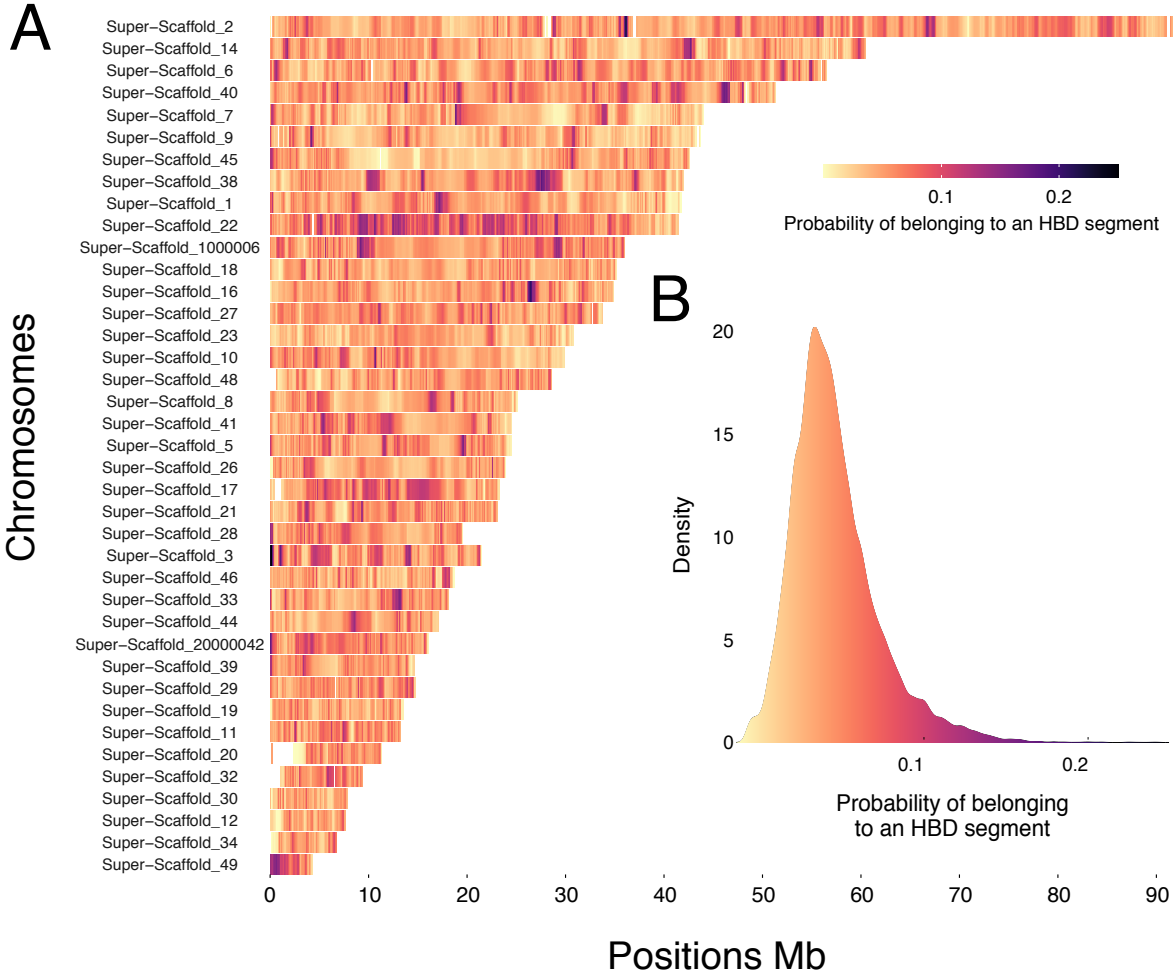 A
Super-Scaffold_2
Super-Scaffold_14
Super-Scaffold_6
Super-Scaffold_40
Super-Scaffold_7
Super-Scaffold_9
Super-Scaffold_45
Super-Scaffold_38
Super-Scaffold_1
Super-Scaffold_22
Super-Scaffold_1000006
Super-Scaffold_18
Super-Scaffold_16
Super-Scaffold_27
Super-Scaffold_23
Super-Scaffold_10
Super-Scaffold_48
Super-Scaffold_8
Super-Scaffold_41
Super-Scaffold_5
Super-Scaffold_26
Super-Scaffold_17
Super-Scaffold_21
Super-Scaffold_28
Super-Scaffold_3
Super-Scaffold_46
Super-Scaffold_33
Super-Scaffold_44
Super-Scaffold_20000042
Super-Scaffold_39
Super-Scaffold_29
Super-Scaffold_19
Super-Scaffold_11
Super-Scaffold_20
Super-Scaffold_32
Super-Scaffold_30
Super-Scaffold_12
Super-Scaffold_34
Super-Scaffold_49
Chromosomes
0 10 20 30 40 50 60 70 80 90
Positions Mb
0.1 0.2
Probability of belonging to an HBD segment
B
20
15
10
5
0
Density
0.1 0.2
Probability of belonging
to an HBD segment